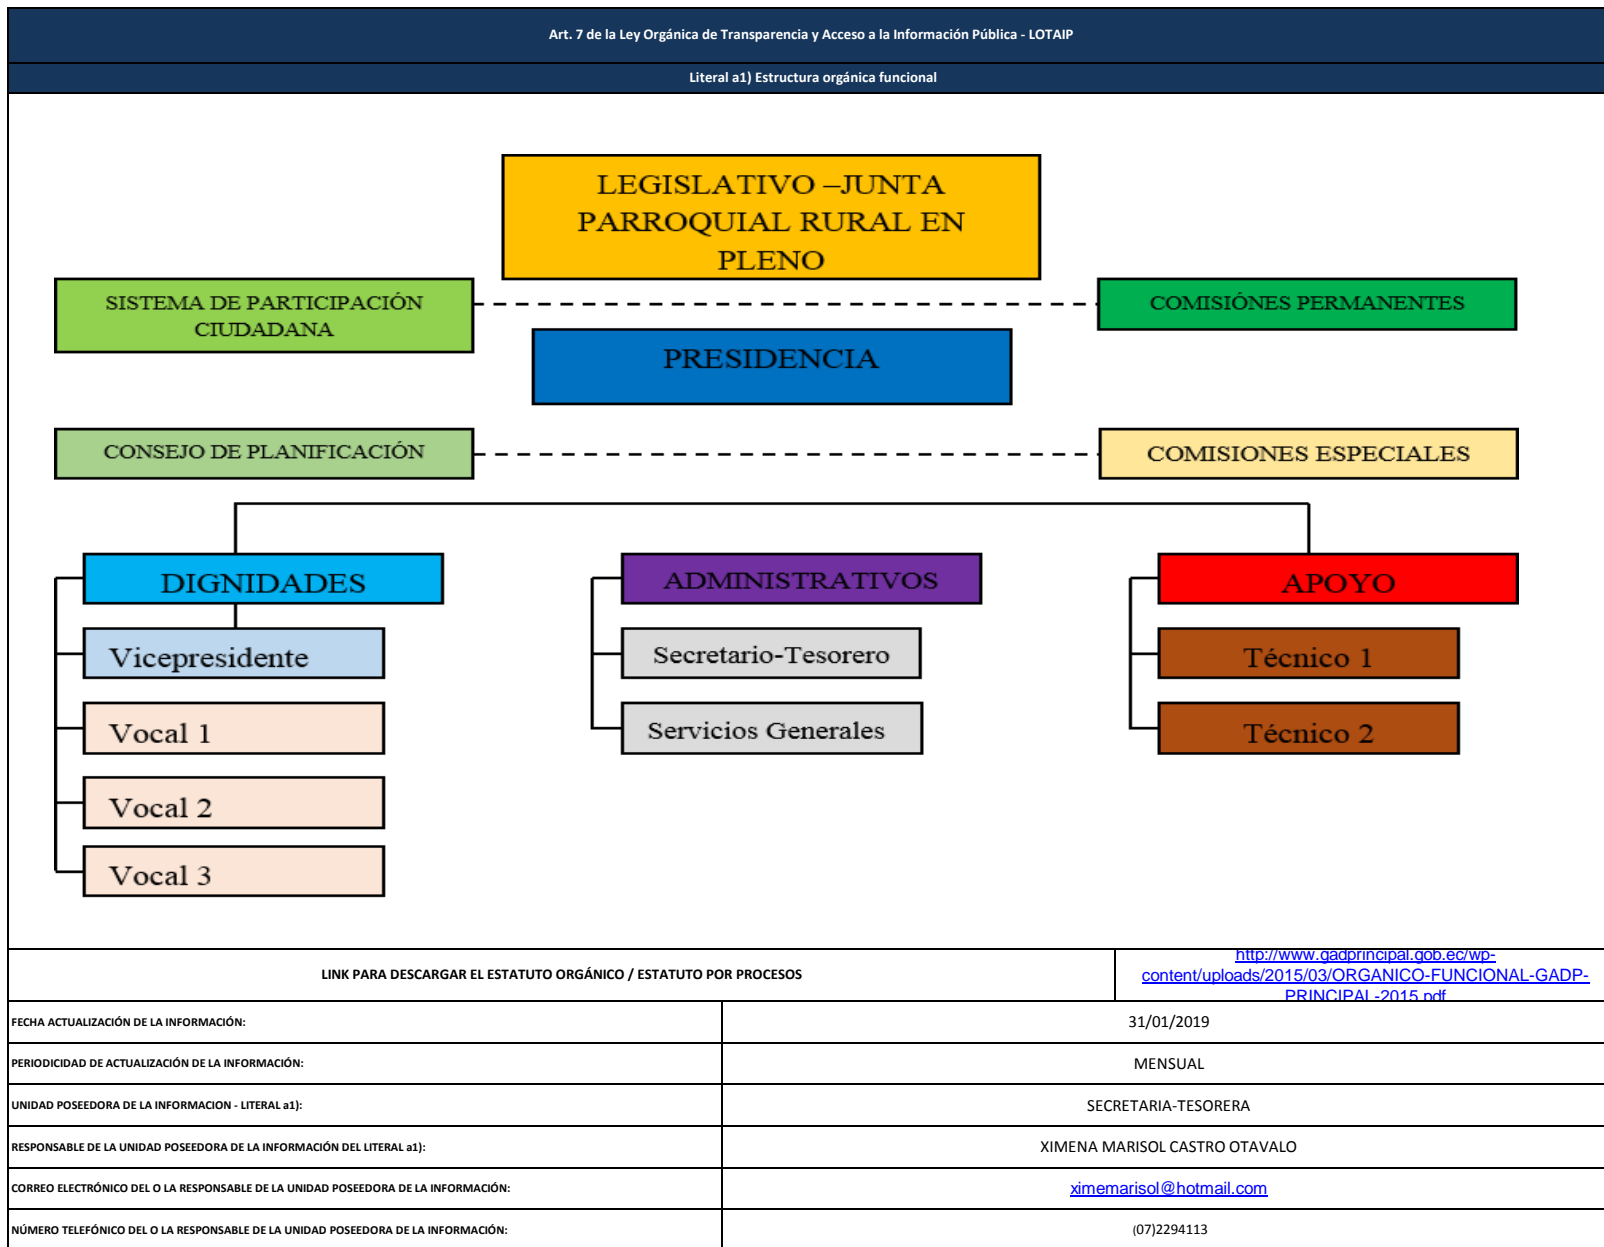 Art. 7 de la Ley Orgánica de Transparencia y Acceso a la Información Pública - LOTAIP
Literal a1) Estructura orgánica funcional
LEGISLATIVO –JUNTA
PARROQUIAL RURAL EN
PLENO
SISTEMA DE PARTICIPACIÓN
CIUDADANA
COMISIÓNES PERMANENTES
PRESIDENCIA
CONSEJO DE PLANIFICACIÓN
COMISIONES ESPECIALES
DIGNIDADES
ADMINISTRATIVOS
APOYO
Vicepresidente
Secretario-Tesorero
Técnico 1
Vocal 1
Servicios Generales
Técnico 2
Vocal 2
Vocal 3
LINK PARA DESCARGAR EL ESTATUTO ORGÁNICO / ESTATUTO POR PROCESOS
http://www.gadprincipal.gob.ec/wp-
content/uploads/2015/03/ORGANICO-FUNCIONAL-GADP-
PRINCIPAL-2015.pdf
FECHA ACTUALIZACIÓN DE LA INFORMACIÓN:
31/01/2019
PERIODICIDAD DE ACTUALIZACIÓN DE LA INFORMACIÓN:
MENSUAL
UNIDAD POSEEDORA DE LA INFORMACION - LITERAL a1):
SECRETARIA-TESORERA
RESPONSABLE DE LA UNIDAD POSEEDORA DE LA INFORMACIÓN DEL LITERAL a1):
XIMENA MARISOL CASTRO OTAVALO
CORREO ELECTRÓNICO DEL O LA RESPONSABLE DE LA UNIDAD POSEEDORA DE LA INFORMACIÓN:
ximemarisol@hotmail.com
NÚMERO TELEFÓNICO DEL O LA RESPONSABLE DE LA UNIDAD POSEEDORA DE LA INFORMACIÓN:
(07)2294113